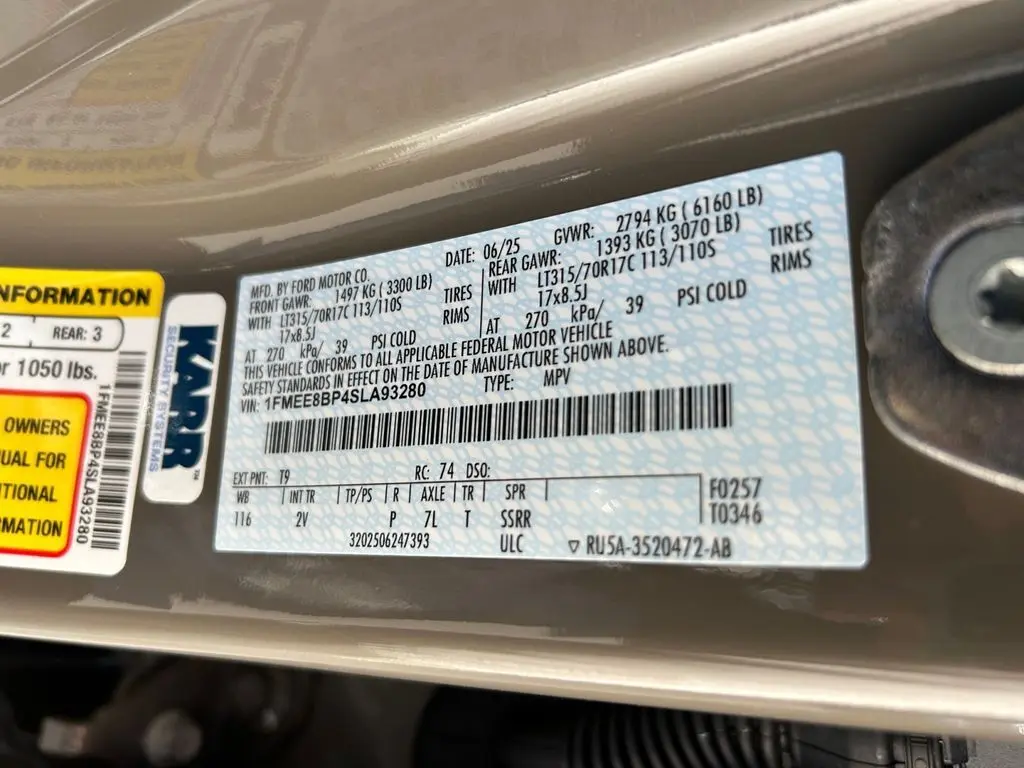 NFORMATION
2 REAR: 3
r 1050 lbs.
OWNERS
UAL FOR
ITIONAL
MATION
1FMEE8BP4SLA93280
KARR
SECURITY SYSTEMS
TM
MFD. BY FORD MOTOR CO. DATE: 06/25 GVWR: 2794 KG ( 6160 LB)
FRONT GAWR: 1497 KG ( 3300 LB) REAR GAWR: 1393 KG ( 3070 LB)
WITH LT315/70R17C 113/110S TIRES WITH LT315/70R17C 113/110S TIRES
17x8.5J RIMS 17x8.5J RIMS
AT 270 kPa/ 39 PSI COLD AT 270 kPa/ 39 PSI COLD
THIS VEHICLE CONFORMS TO ALL APPLICABLE FEDERAL MOTOR VEHICLE
SAFETY STANDARDS IN EFFECT ON THE DATE OF MANUFACTURE SHOWN ABOVE.
VIN: 1FMEE8BP4SLA93280 TYPE: MPV
EXT PNT: T9 RC: 74 DSO:
WB INT TR TP/PS R AXLE TR SPR F0257
116 2V P 7L T SSRR T0346
3202506247393 ULC ▽ RU5A-3520472-AB